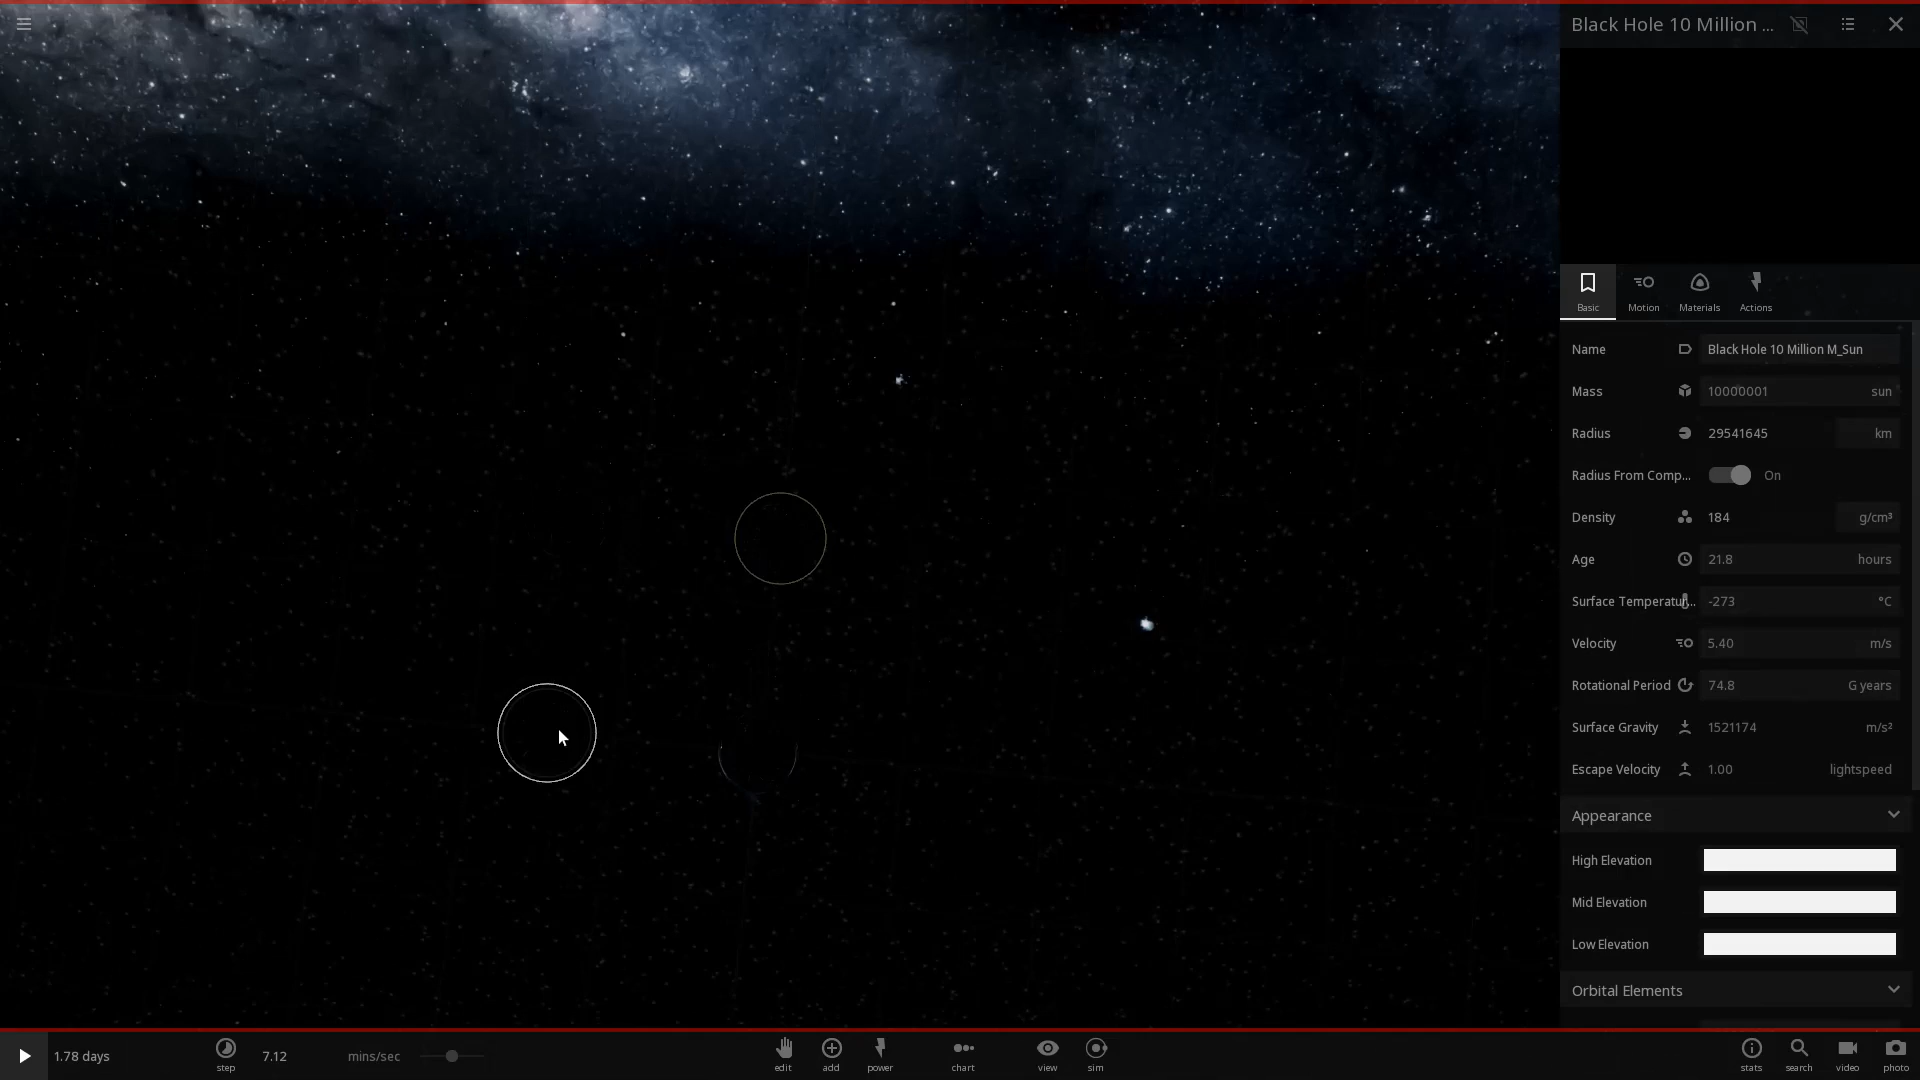 Black Hole 10 Million ...
Basic
Motion
Materials
Actions
Name
Black Hole 10 Million M_Sun
Mass
10000001
sun
Radius
29541645
km
Radius From Comp...
On
Density
184
g/cm³
Age
21.8
hours
Surface Temperatur...
-273
°C
Velocity
5.40
m/s
Rotational Period
74.8
G years
Surface Gravity
1521174
m/s²
Escape Velocity
1.00
lightspeed
Appearance
High Elevation
Mid Elevation
Low Elevation
Orbital Elements
1.78 days
step
7.12
mins/sec
edit
add
power
chart
view
sim
stats
search
video
photo